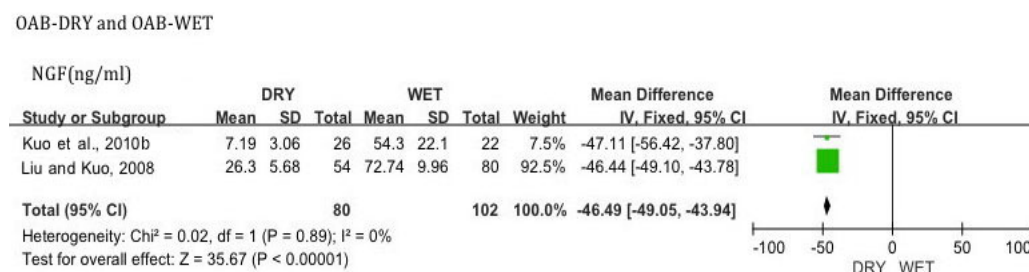 OAB-DRY and OAB-WET
NGF(ng/ml)
DRY WET Mean Difference Mean Difference
Study or Subgroup Mean SD Total Mean SD Total Weight IV, Fixed, 95% CI IV, Fixed, 95% CI
Kuo et al., 2010b 7.19 3.06 26 54.3 22.1 22 7.5% -47.11 [-56.42, -37.80]
Liu and Kuo, 2008 26.3 5.68 54 72.74 9.96 80 92.5% -46.44 [-49.10, -43.78]
Total (95% CI) 80 102 100.0% -46.49 [-49.05, -43.94]
Heterogeneity: Chi² = 0.02, df = 1 (P = 0.89); I² = 0%
Test for overall effect: Z = 35.67 (P < 0.00001)
-100 -50 0 50 100
DRY WET